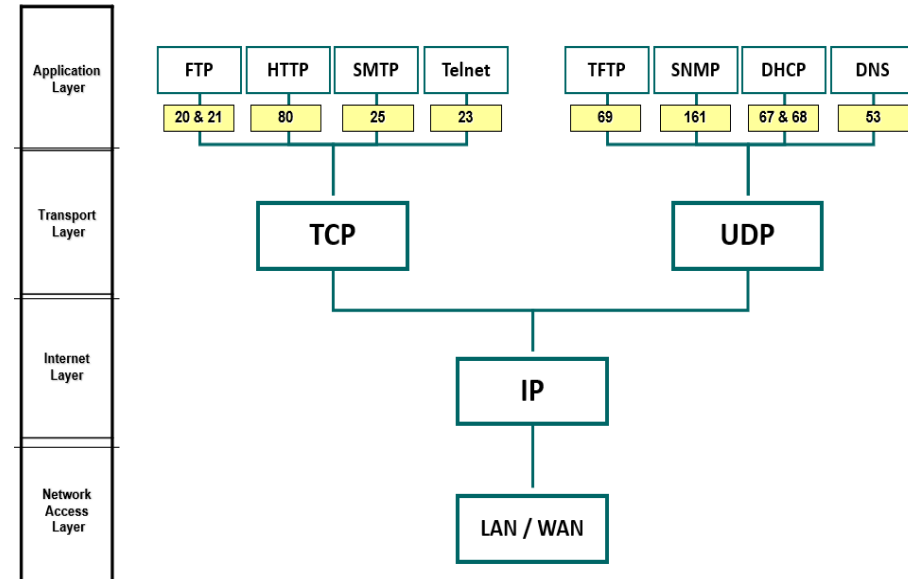 Application
Layer
FTP
HTTP
SMTP
Telnet
TFTP
SNMP
DHCP
DNS
20 & 21
80
25
23
69
161
67 & 68
53
Transport
Layer
TCP
UDP
Internet
Layer
IP
Network
Access
Layer
LAN / WAN